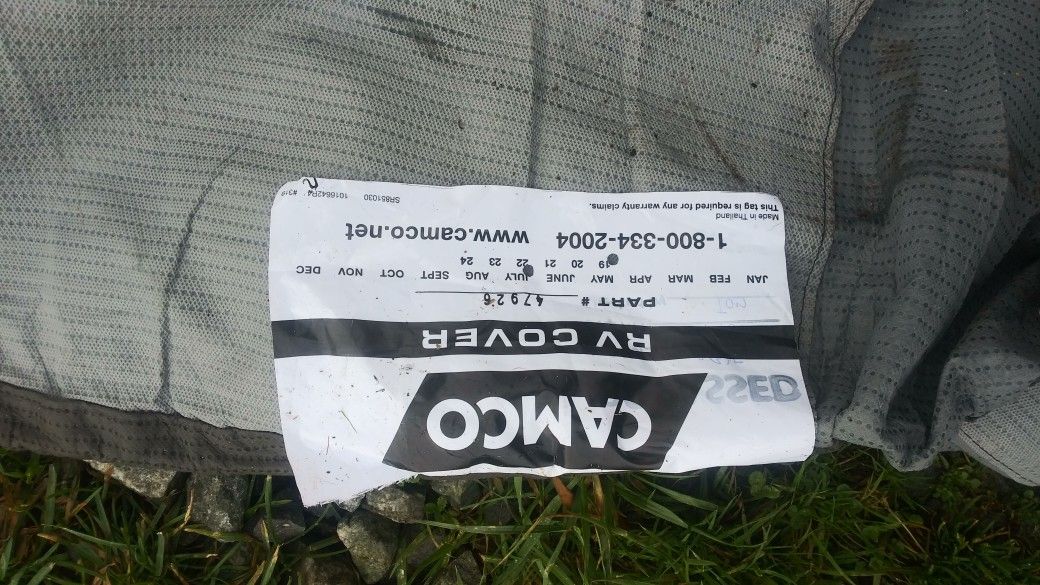 CAMCO
SSED
RV COVER
PART # 47926
JAN FEB MAR APR MAY JUNE JULY AUG SEPT OCT NOV DEC
19 20 21 22 23 24
1-800-334-2004 www.camco.net
Made in Thailand
This tag is required for any warranty claims.
SR851030